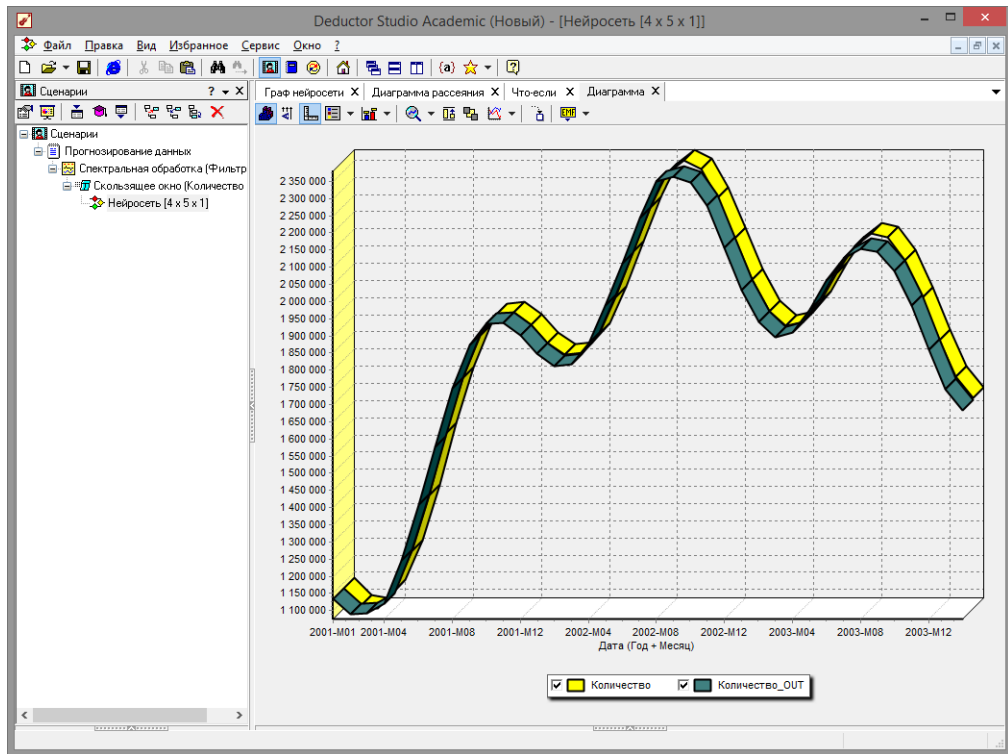 Deductor Studio Academic (Новый) - [Нейросеть [4 x 5 x 1]]
Файл Правка Вид Избранное Сервис Окно ?
Сценарии ?
Сценарии
Прогнозирование данных
Спектральная обработка (Фильтр
Скользящее окно (Количество
Нейросеть [4 x 5 x 1]
Граф нейросети X Диаграмма рассеяния X Что-если X Диаграмма X
2 350 000
2 300 000
2 250 000
2 200 000
2 150 000
2 100 000
2 050 000
2 000 000
1 950 000
1 900 000
1 850 000
1 800 000
1 750 000
1 700 000
1 650 000
1 600 000
1 550 000
1 500 000
1 450 000
1 400 000
1 350 000
1 300 000
1 250 000
1 200 000
1 150 000
1 100 000
2001-M01 2001-M04 2001-M08 2001-M12 2002-M04 2002-M08 2002-M12 2003-M04 2003-M08 2003-M12
Дата (Год + Месяц)
Количество Количество_OUT